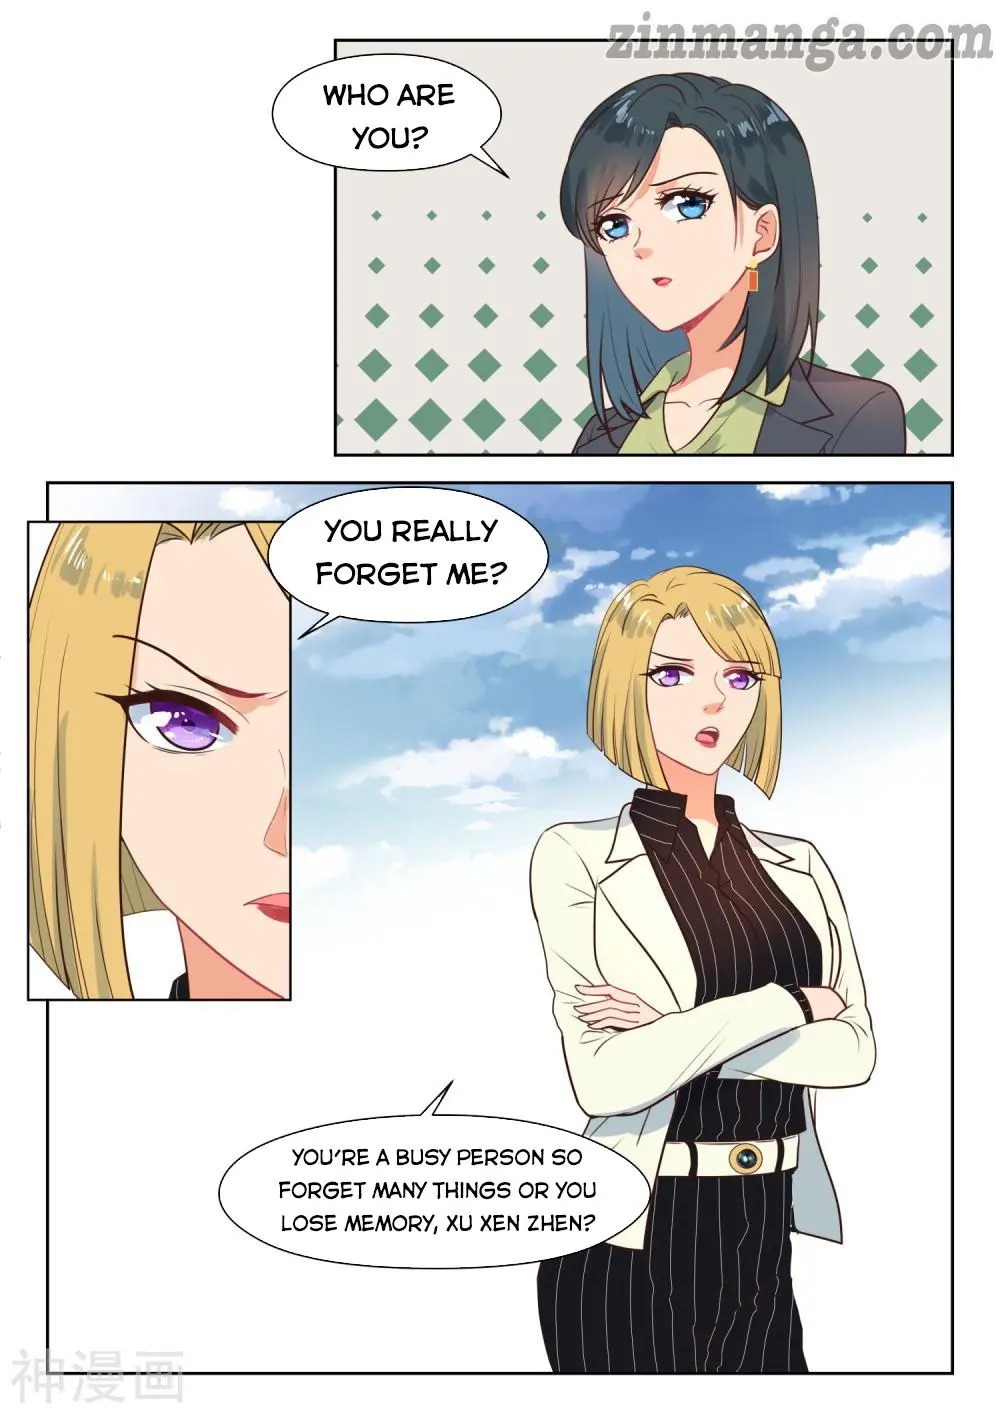 zinmanga.com
WHO ARE
YOU?
YOU REALLY
FORGET ME?
YOU'RE A BUSY PERSON SO
FORGET MANY THINGS OR YOU
LOSE MEMORY, XU XEN ZHEN?
神漫画